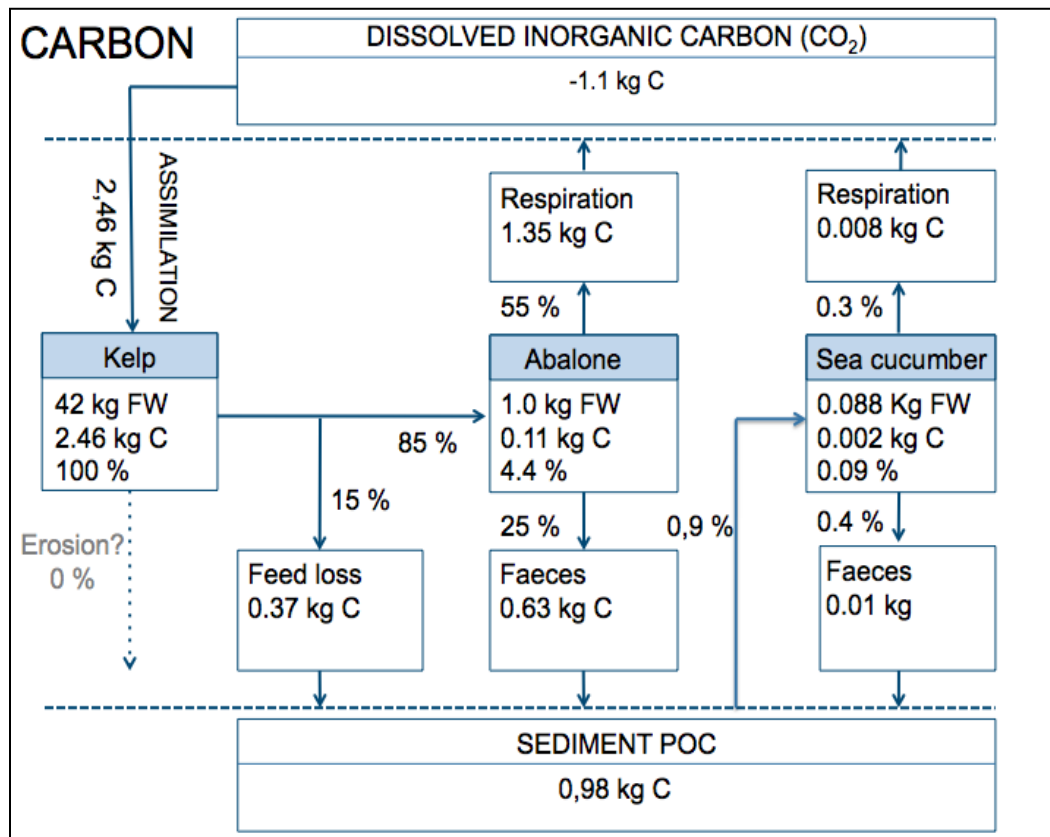 CARBON
DISSOLVED INORGANIC CARBON (CO₂)
-1.1 kg C
ASSIMILATION
2,46 kg C
Respiration
1.35 kg C
Respiration
0.008 kg C
55 %
0.3 %
Kelp
42 kg FW
2.46 kg C
100 %
Abalone
1.0 kg FW
0.11 kg C
4.4 %
Sea cucumber
0.088 Kg FW
0.002 kg C
0.09 %
85 %
15 %
25 %
0,9 %
0.4 %
Erosion?
0 %
Feed loss
0.37 kg C
Faeces
0.63 kg C
Faeces
0.01 kg
SEDIMENT POC
0,98 kg C